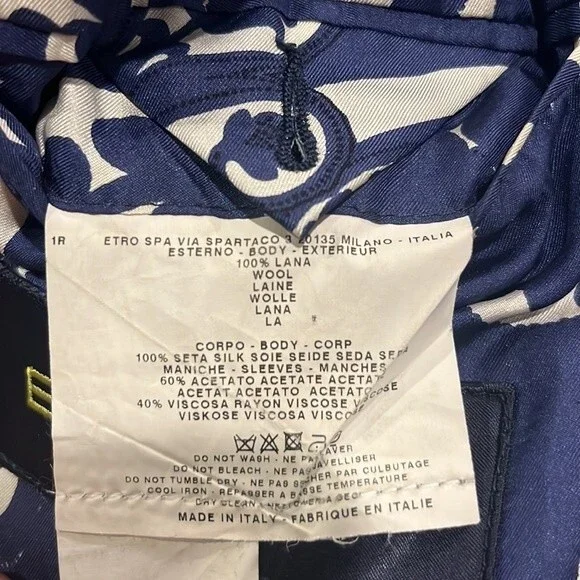 1R
ETRO SPA VIA SPARTACO 3 20135 MILANO - ITALIA
ESTERNO - BODY - EXTERIEUR
100% LANA
WOOL
LAINE
WOLLE
LANA
LA
CORPO - BODY - CORP
100% SETA SILK SOIE SEIDE SEDA
MANICHE - SLEEVES - MANCHES
60% ACETATO ACETATE ACETAT
ACETAT ACETATO
40% VISCOSA RAYON VISCOSE
VISKOSE VISCOSA
DO NOT WASH - NE PAS LAVER
DO NOT BLEACH - NE PAS JAVELLISER
DO NOT TUMBLE DRY - NE PAS SECHER PAR CULBUTAGE
COOL IRON - REPASSER A BASSE TEMPERATURE
DRY CLEAN
MADE IN ITALY - FABRIQUE EN ITALIE